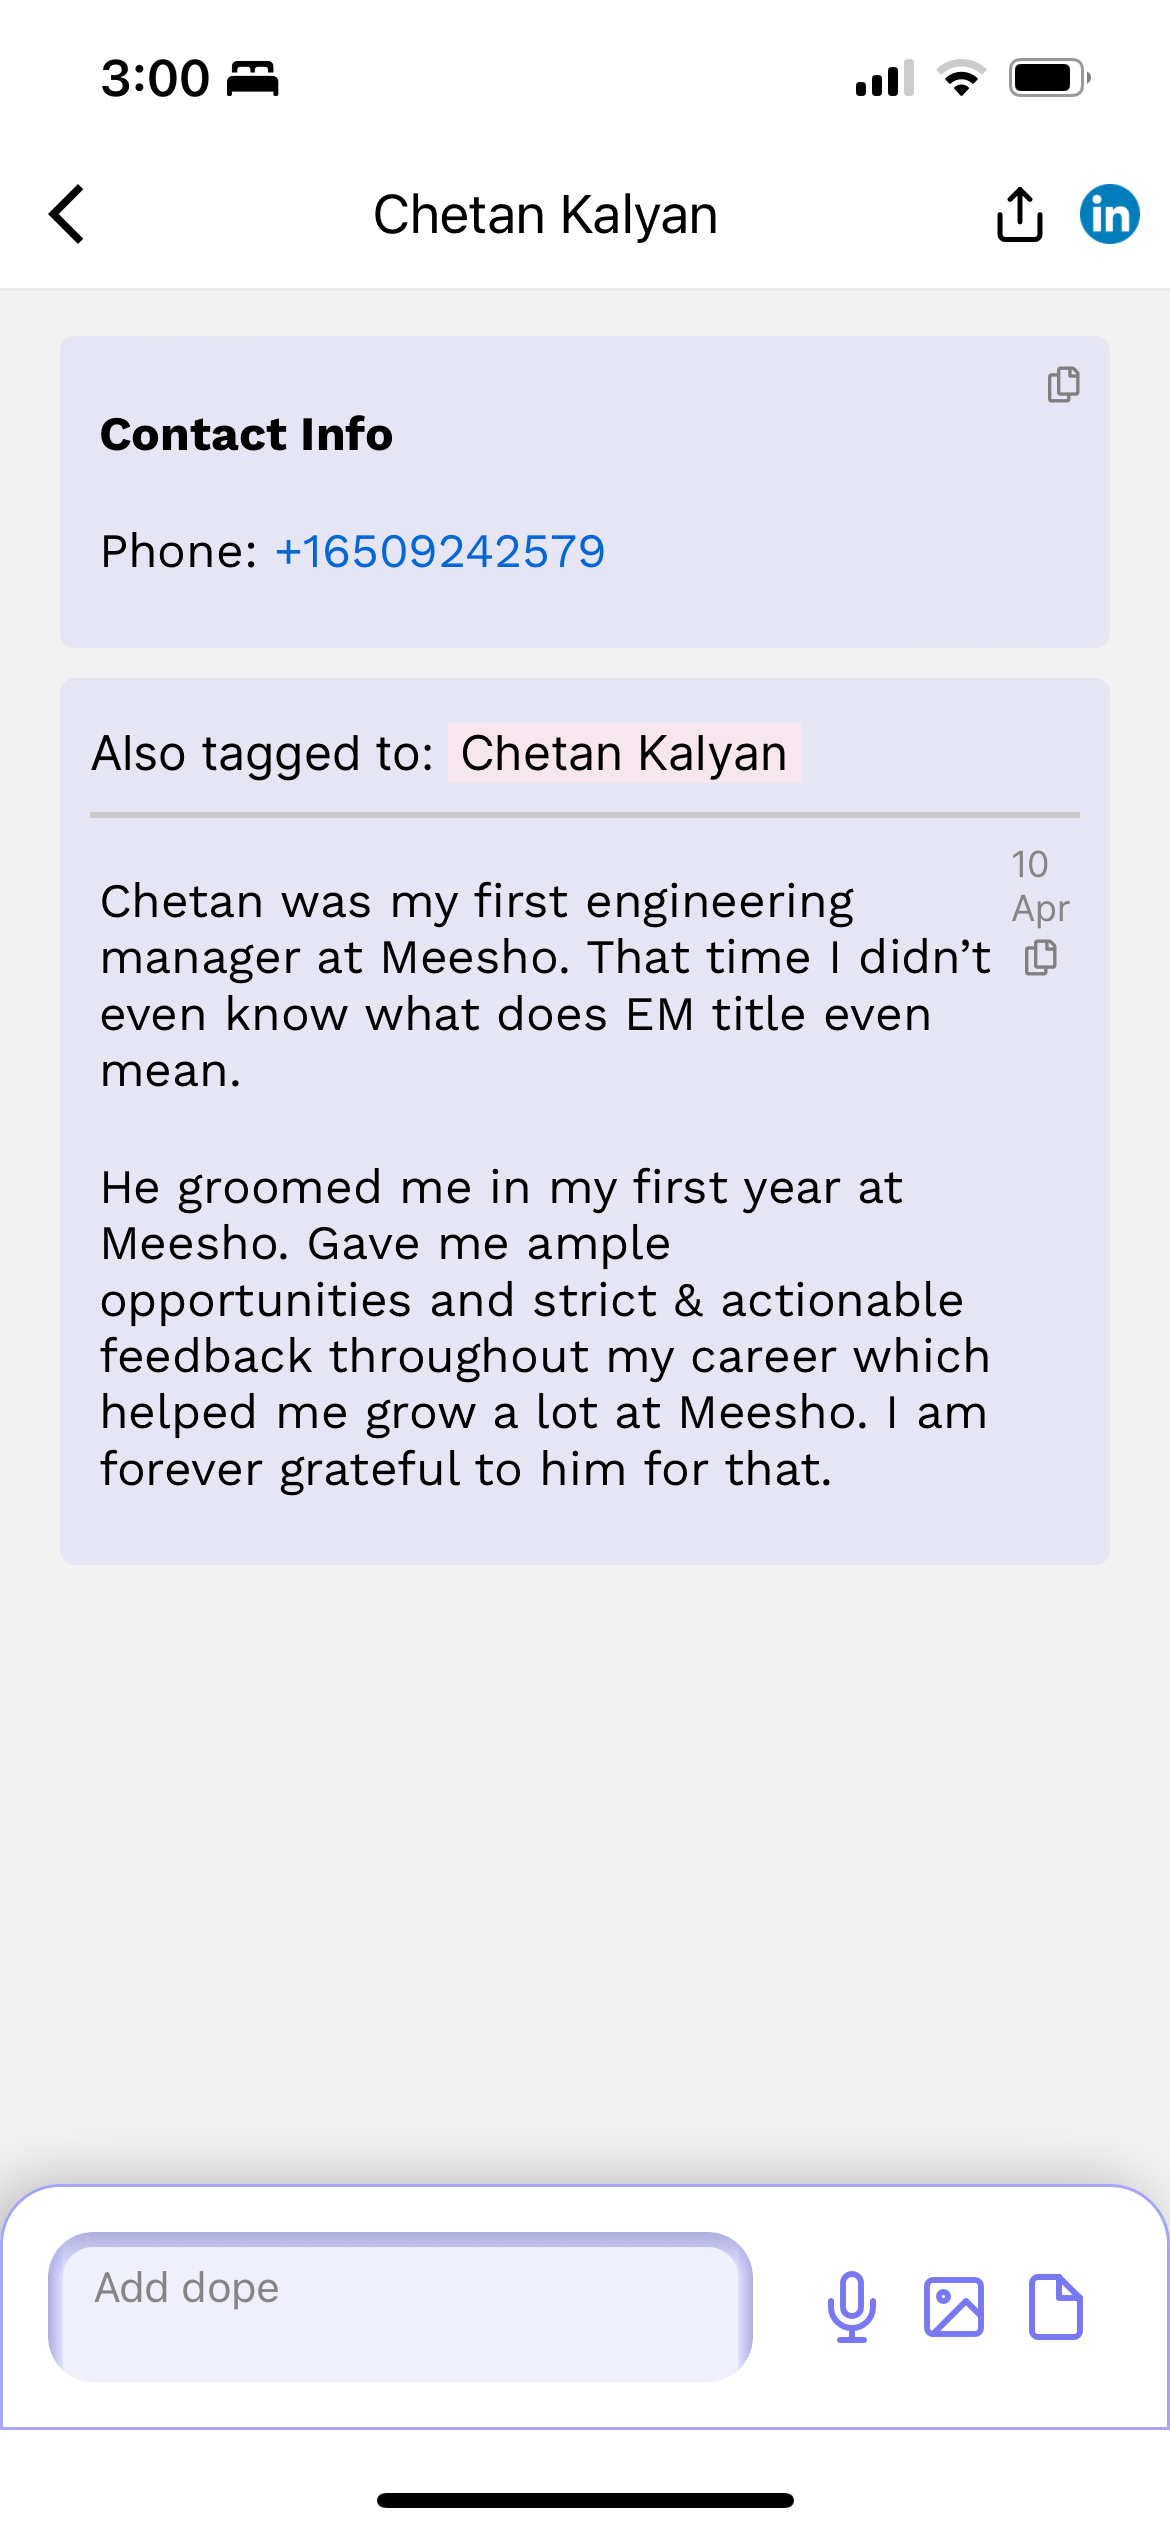 3:00
Chetan Kalyan
in
Contact Info
Phone: +16509242579
Also tagged to: Chetan Kalyan
10
Apr
Chetan was my first engineering
manager at Meesho. That time I didn’t
even know what does EM title even
mean.
He groomed me in my first year at
Meesho. Gave me ample
opportunities and strict & actionable
feedback throughout my career which
helped me grow a lot at Meesho. I am
forever grateful to him for that.
Add dope